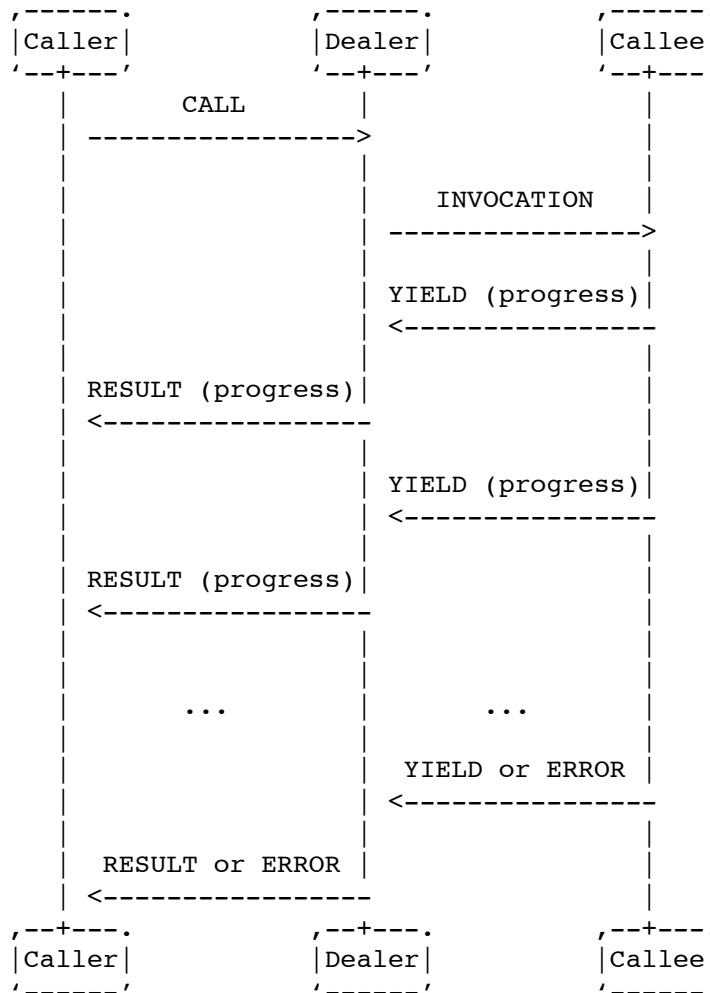 Caller Dealer Callee
CALL
INVOCATION
YIELD (progress)
RESULT (progress)
YIELD (progress)
RESULT (progress)
... ...
YIELD or ERROR
RESULT or ERROR
Caller Dealer Callee